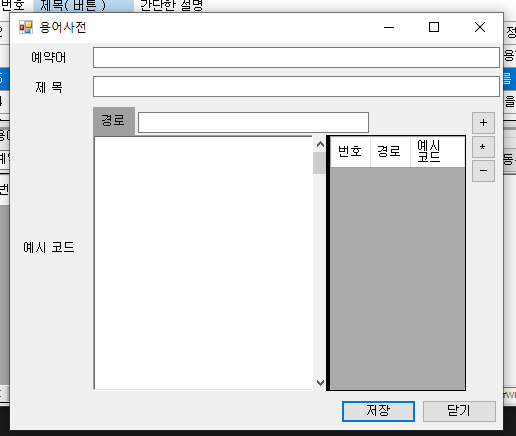 번호 제목( 버튼 ) 간단한 설명
용어사전
예약어
제 목
경로
+
*
−
번호 경로 예시
코드
예시 코드
저장 닫기